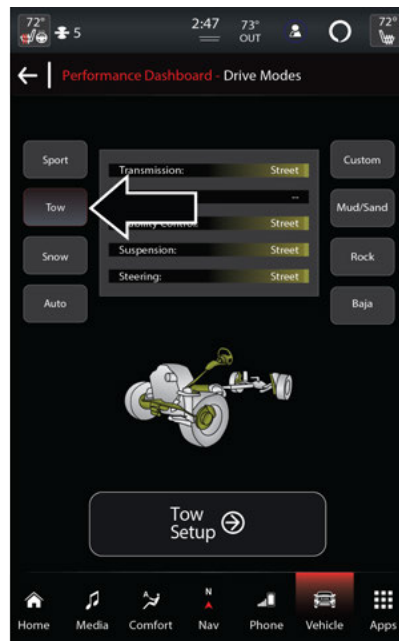 72° 5 2:47 73° OUT 72°
Performance Dashboard - Drive Modes
Sport
Tow
Snow
Auto
Transmission: Street
--
Control: Street
Suspension: Street
Steering: Street
Custom
Mud/Sand
Rock
Baja
Tow
Setup
N
Home Media Comfort Nav Phone Vehicle Apps